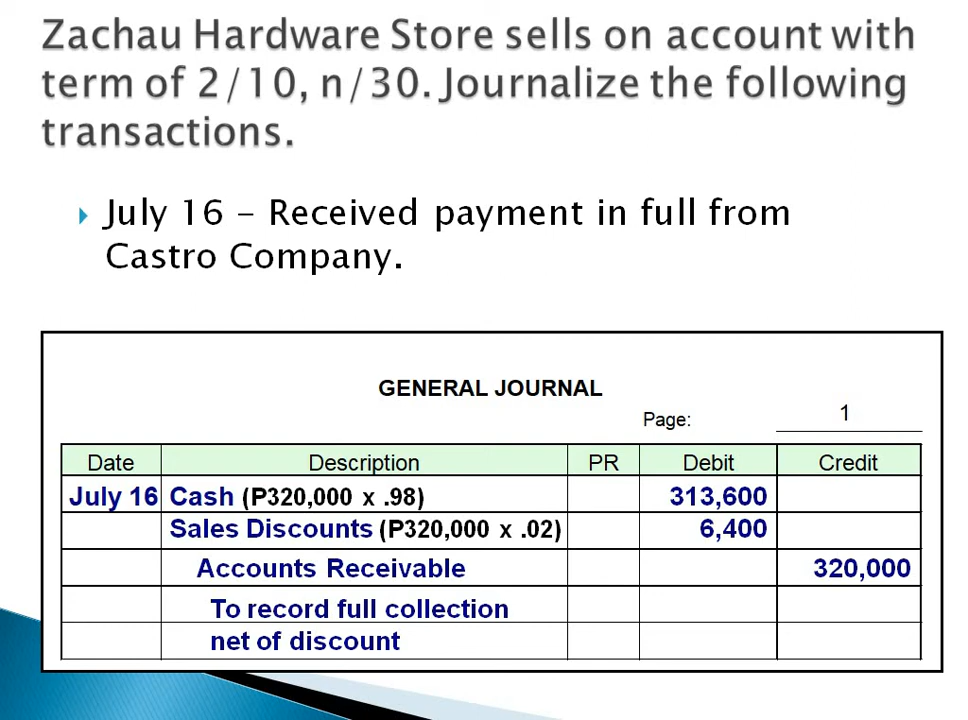 Zachau Hardware Store sells on account with
term of 2/10, n/30. Journalize the following
transactions.
July 16 – Received payment in full from
Castro Company.
GENERAL JOURNAL
Page: 1
Date Description PR Debit Credit
July 16 Cash (P320,000 x .98) 313,600
Sales Discounts (P320,000 x .02) 6,400
Accounts Receivable 320,000
To record full collection
net of discount